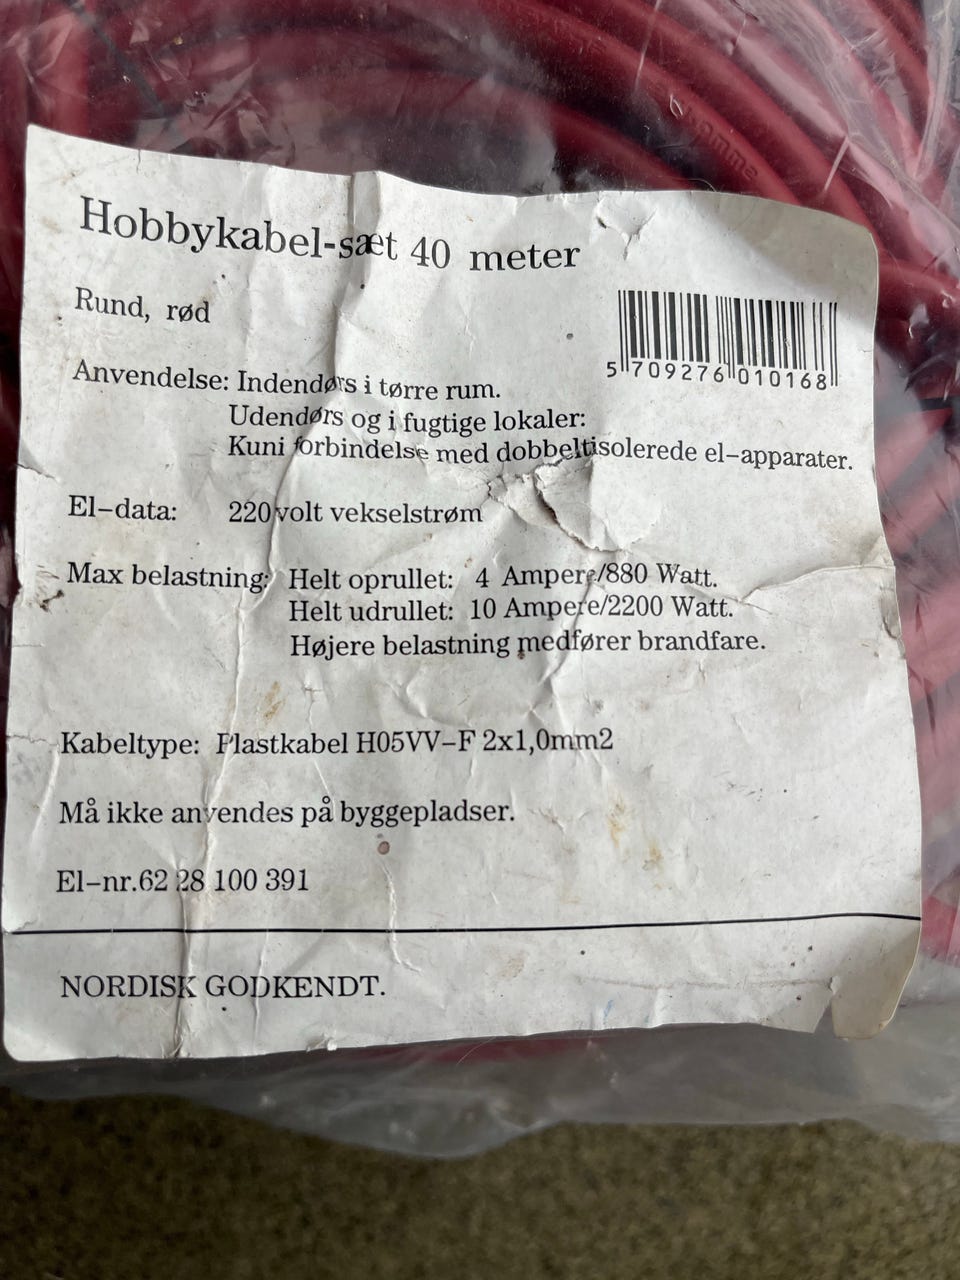 Hobbykabel-sæt 40 meter
Rund, rød
5 709276 010168
Anvendelse: Indendørs i tørre rum.
Udendørs og i fugtige lokaler:
Kun i forbindelse med dobbeltisolerede el-apparater.
El-data: 220 volt vekselstrøm
Max belastning: Helt oprullet: 4 Ampere/880 Watt.
Helt udrullet: 10 Ampere/2200 Watt.
Højere belastning medfører brandfare.
Kabeltype: Plastkabel H05VV-F 2x1,0mm2
Må ikke anvendes på byggepladser.
El-nr.62 28 100 391
NORDISK GODKENDT.